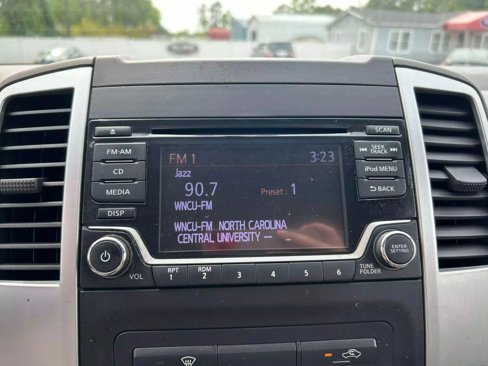 SCAN
FM-AM
CD
MEDIA
DISP
FM 1 3:23
Jazz
90.7 Preset : 1
WNCU-FM
WNCU-FM NORTH CAROLINA
CENTRAL UNIVERSITY --
SEEK
TRACK
iPod MENU
BACK
VOL
RPT
1
RDM
2
3
4
5
6
TUNE
FOLDER
ENTER
SETTING